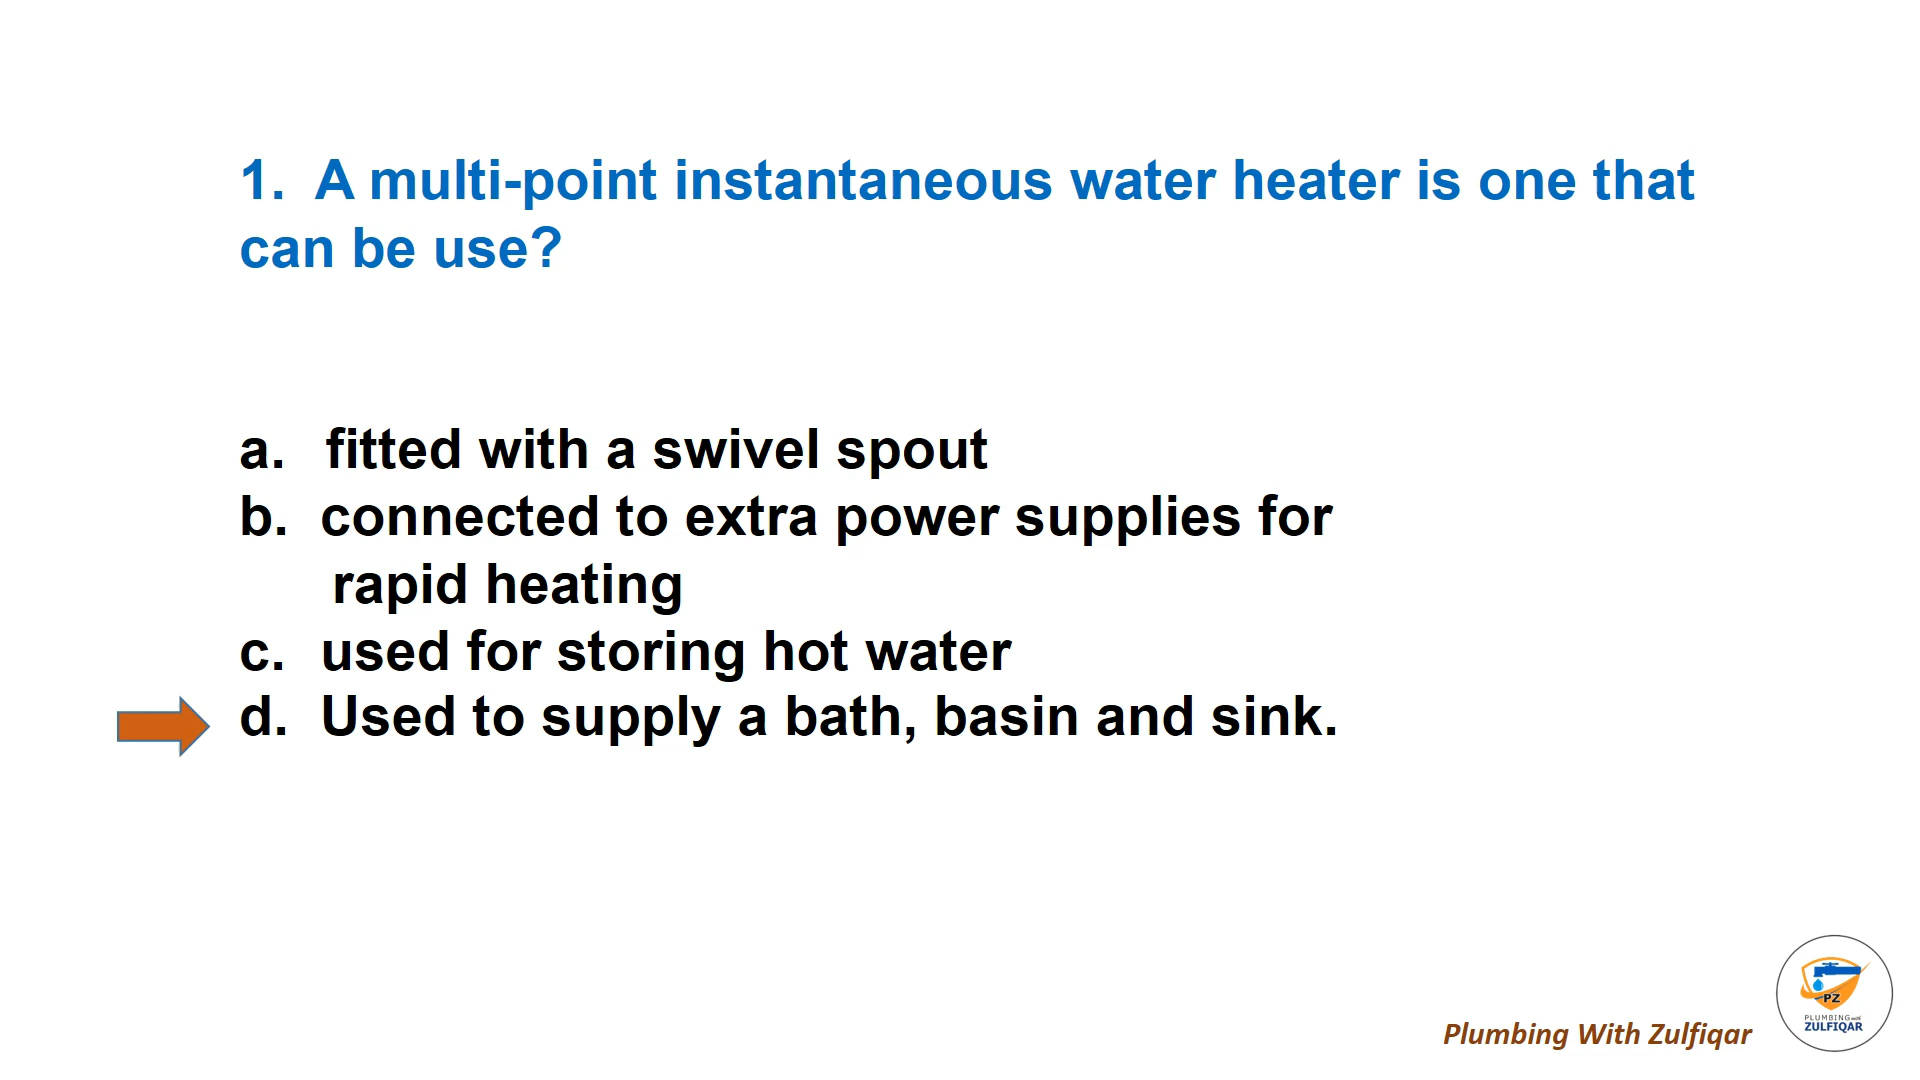 1. A multi-point instantaneous water heater is one that
can be use?
a. fitted with a swivel spout
b. connected to extra power supplies for
rapid heating
c. used for storing hot water
d. Used to supply a bath, basin and sink.
Plumbing With Zulfiqar
PZ
PLUMBING with
ZULFIQAR